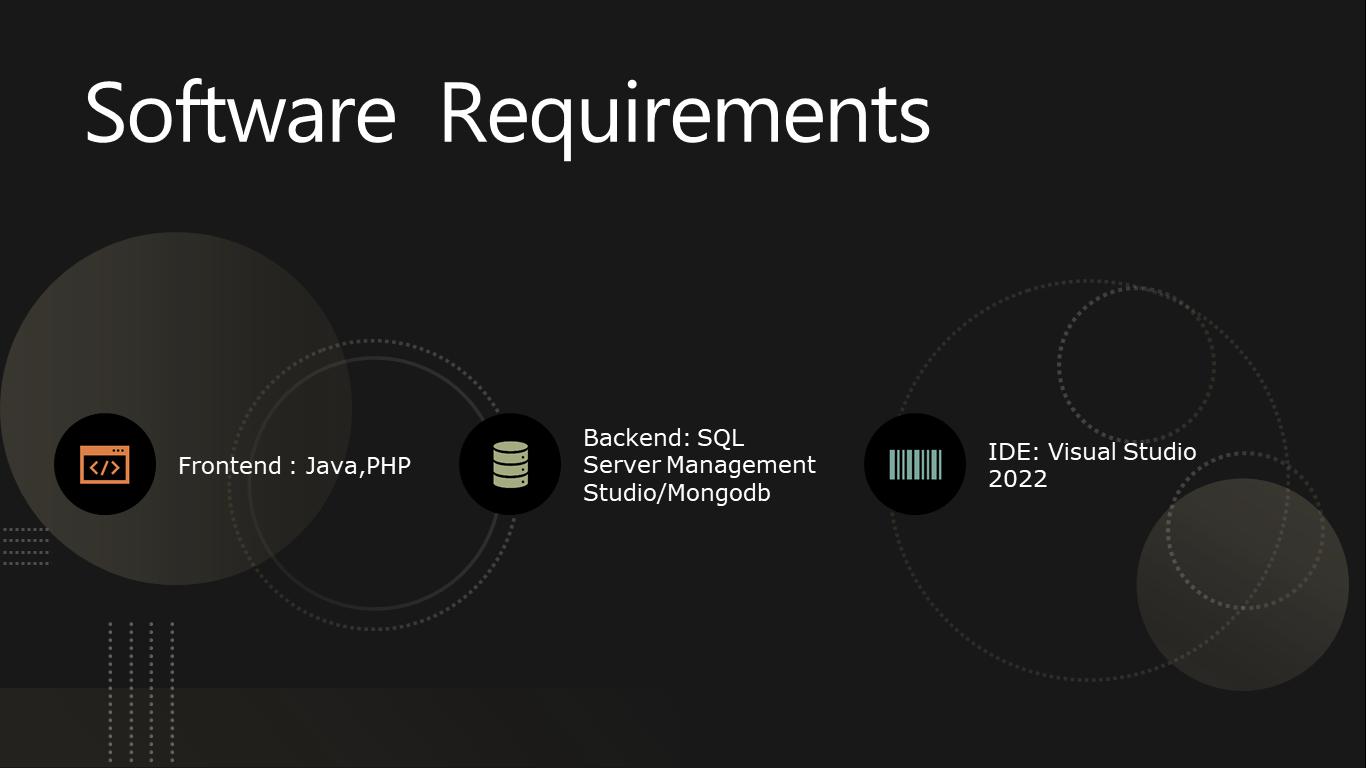 Software  Requirements
Frontend : Java,PHP
Backend: SQL
Server Management
Studio/Mongodb
IDE: Visual Studio
2022